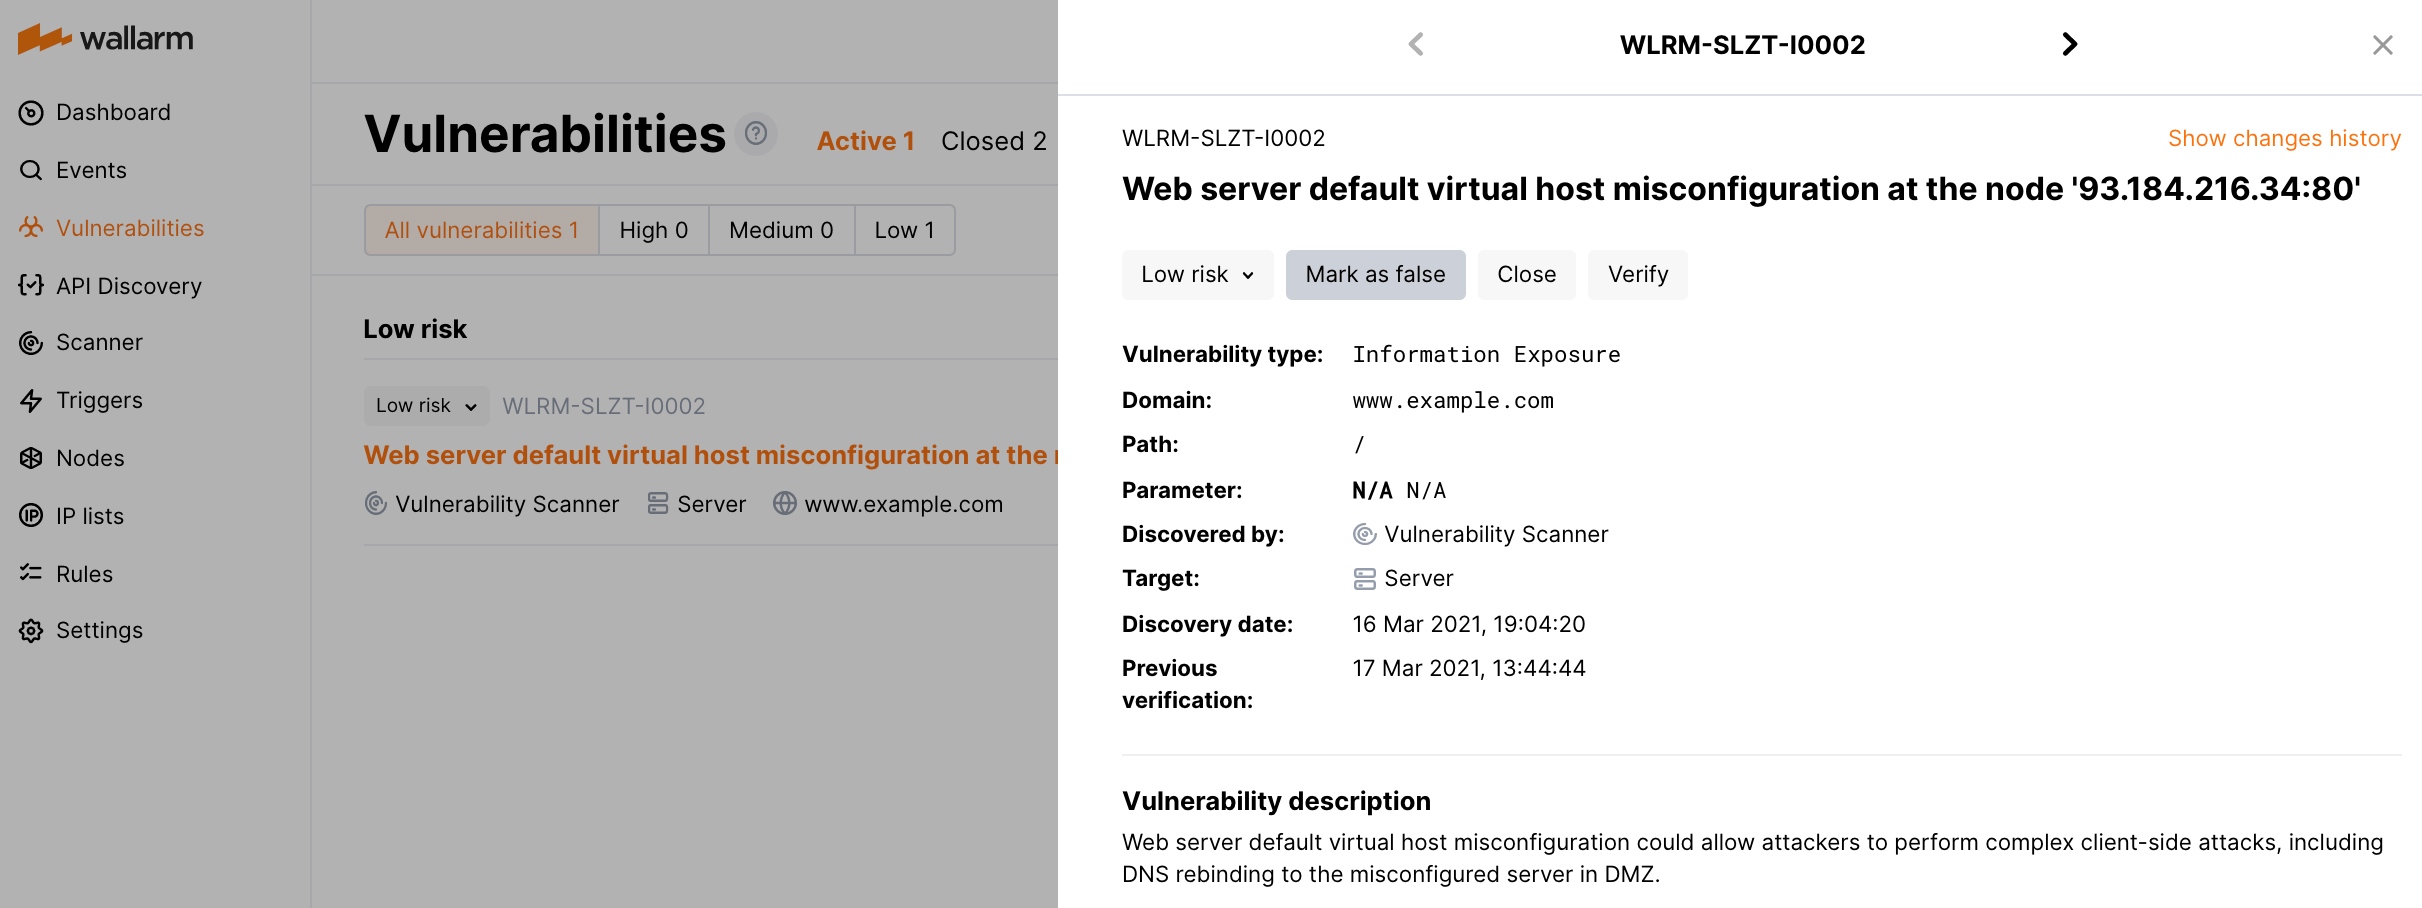 wallarm
Dashboard
Events
Vulnerabilities
API Discovery
Scanner
Triggers
Nodes
IP lists
Rules
Settings
Vulnerabilities ? Active 1 Closed 2
All vulnerabilities 1 High 0 Medium 0 Low 1
Low risk
Low risk WLRM-SLZT-I0002
Web server default virtual host misconfiguration at the
Vulnerability Scanner Server www.example.com
WLRM-SLZT-I0002
WLRM-SLZT-I0002 Show changes history
Web server default virtual host misconfiguration at the node '93.184.216.34:80'
Low risk Mark as false Close Verify
Vulnerability type: Information Exposure
Domain: www.example.com
Path: /
Parameter: N/A N/A
Discovered by: Vulnerability Scanner
Target: Server
Discovery date: 16 Mar 2021, 19:04:20
Previous verification: 17 Mar 2021, 13:44:44
Vulnerability description
Web server default virtual host misconfiguration could allow attackers to perform complex client-side attacks, including
DNS rebinding to the misconfigured server in DMZ.